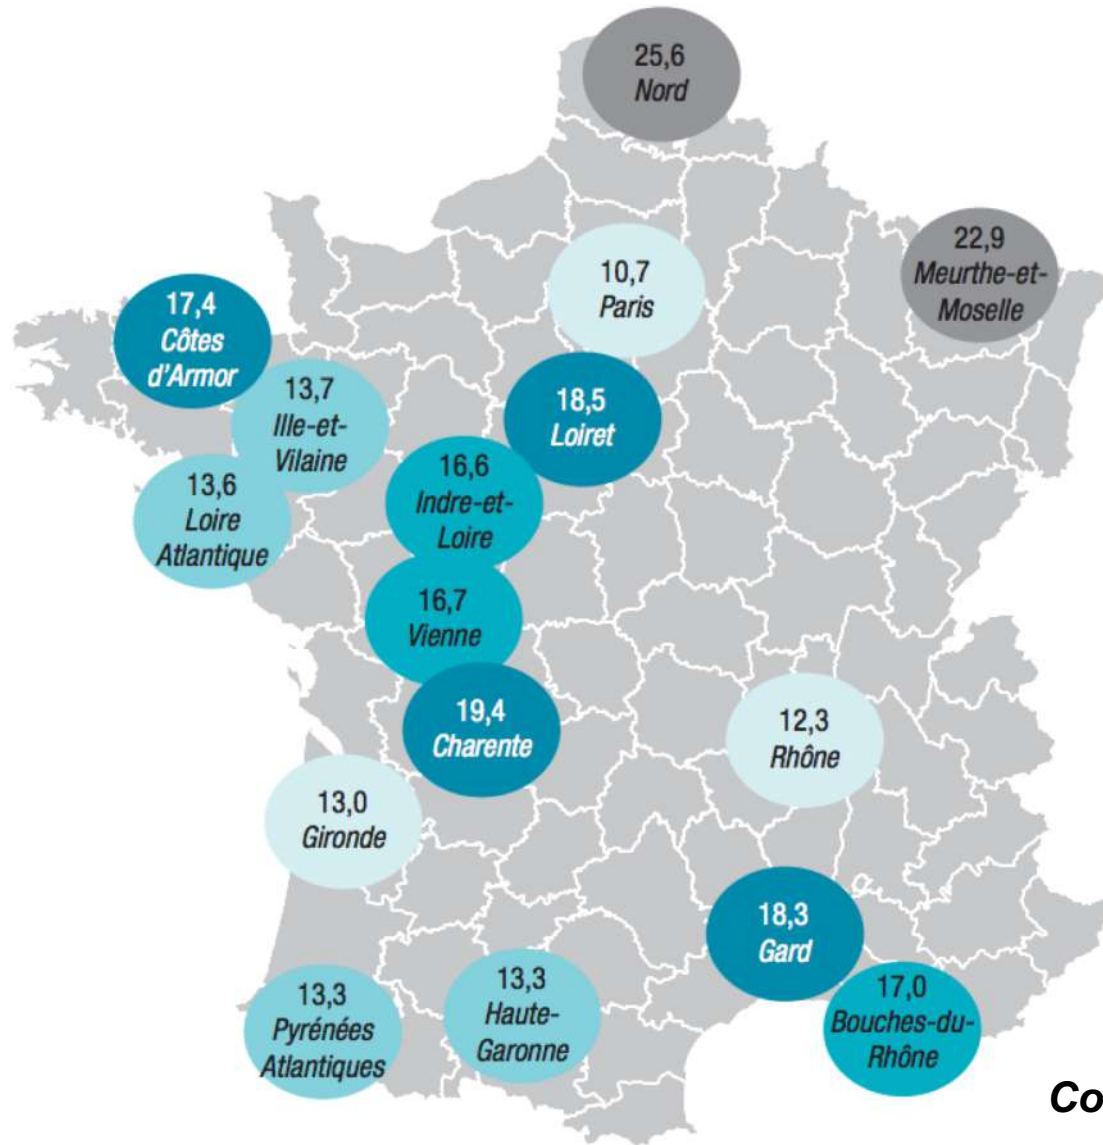 25,6
Nord
22,9
Meurthe-et-
Moselle
10,7
Paris
17,4
Côtes
d'Armor
13,7
Ille-et-
Vilaine
18,5
Loiret
13,6
Loire
Atlantique
16,6
Indre-et-
Loire
16,7
Vienne
19,4
Charente
12,3
Rhône
13,0
Gironde
18,3
Gard
13,3
Pyrénées
Atlantiques
13,3
Haute-
Garonne
17,0
Bouches-du-
Rhône
Co